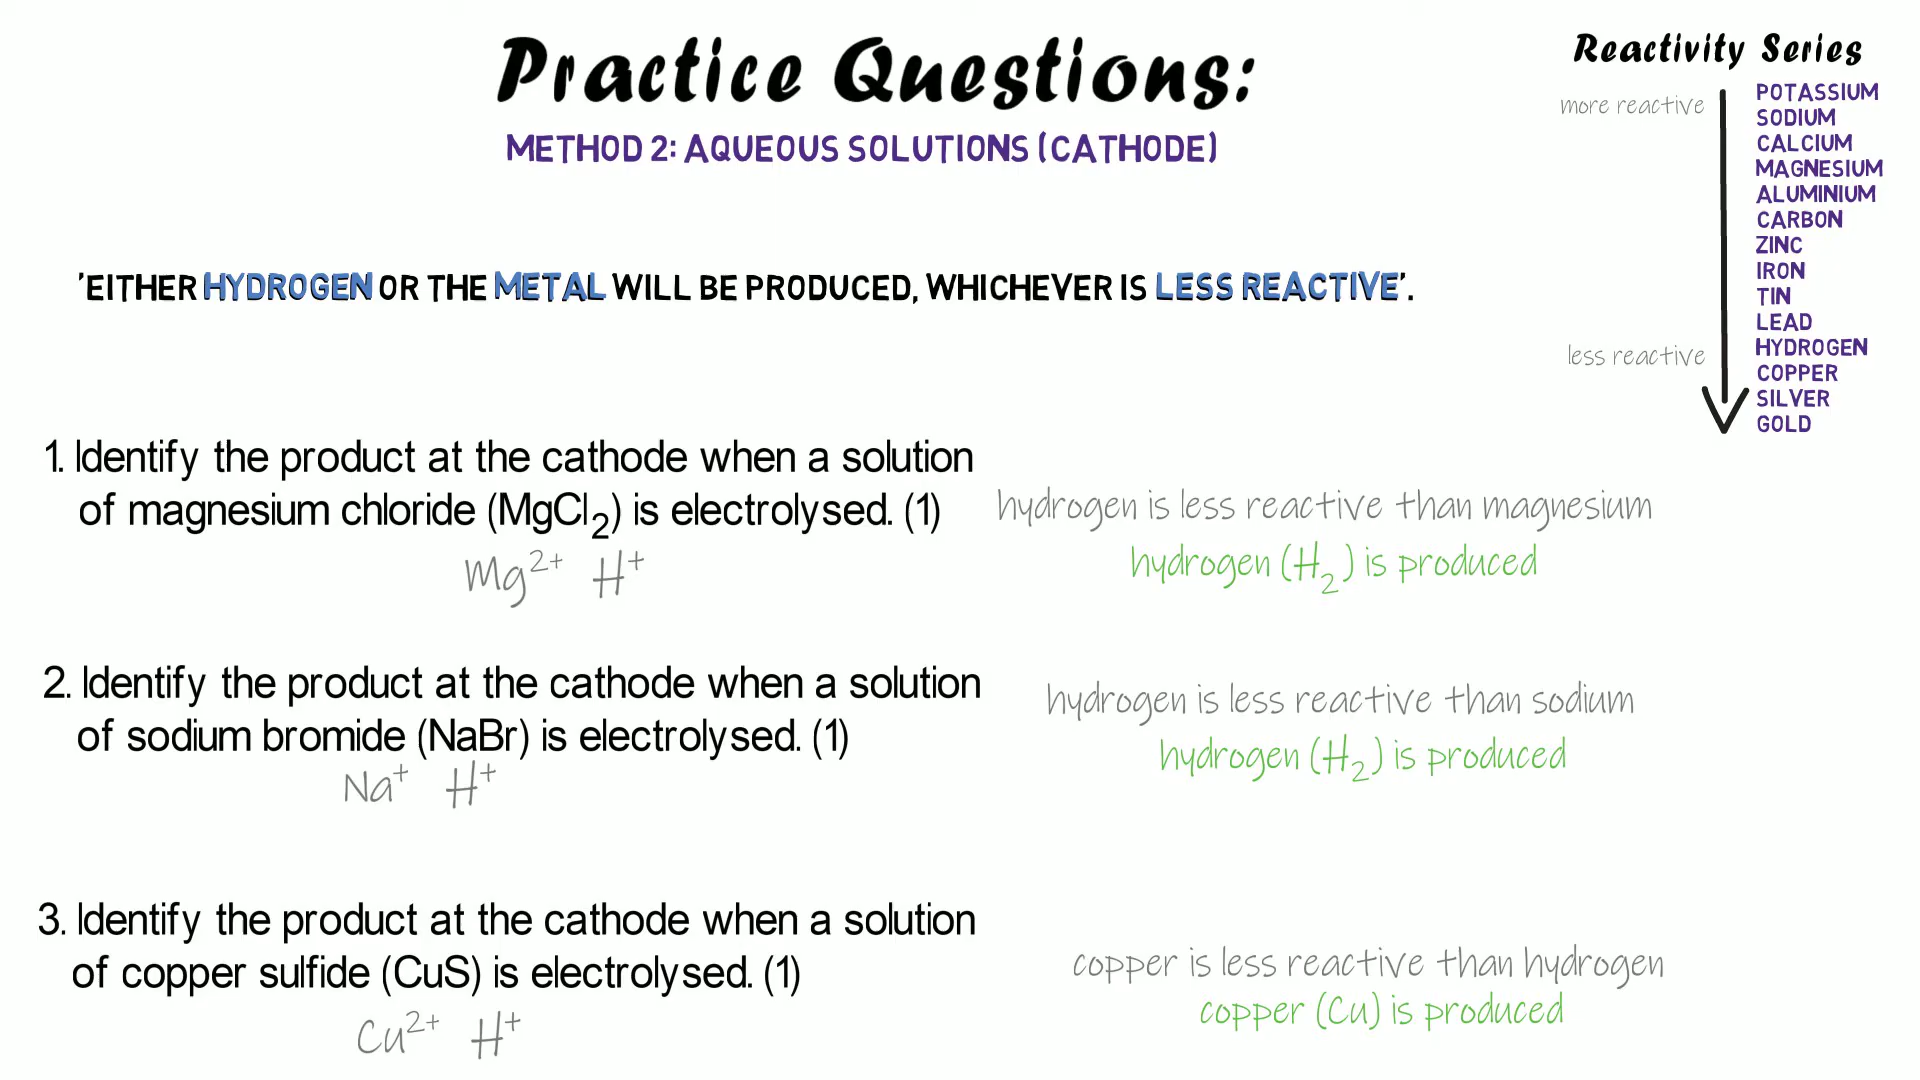 Practice Questions:
METHOD 2: AQUEOUS SOLUTIONS (CATHODE)
Reactivity Series
more reactive
less reactive
POTASSIUM
SODIUM
CALCIUM
MAGNESIUM
ALUMINIUM
CARBON
ZINC
IRON
TIN
LEAD
HYDROGEN
COPPER
SILVER
GOLD
'EITHER HYDROGEN OR THE METAL WILL BE PRODUCED, WHICHEVER IS LESS REACTIVE'.
1. Identify the product at the cathode when a solution
of magnesium chloride (MgCl₂) is electrolysed. (1)
Mg²⁺ H⁺
hydrogen is less reactive than magnesium
hydrogen (H₂) is produced
2. Identify the product at the cathode when a solution
of sodium bromide (NaBr) is electrolysed. (1)
Na⁺ H⁺
hydrogen is less reactive than sodium
hydrogen (H₂) is produced
3. Identify the product at the cathode when a solution
of copper sulfide (CuS) is electrolysed. (1)
Cu²⁺ H⁺
copper is less reactive than hydrogen
copper (Cu) is produced